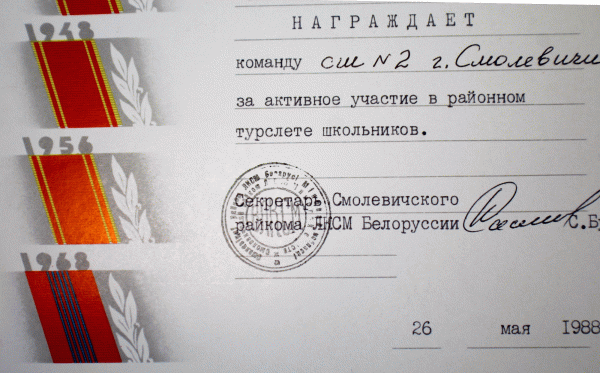 НАГРАЖДАЕТ
команду сш №2 г. Смолевичи
за активное участие в районном
турслете школьников.
Секретарь Смолевичского
райкома ЛКСМ Белоруссии
С.Б
26 мая 1988
1948
1956
1968